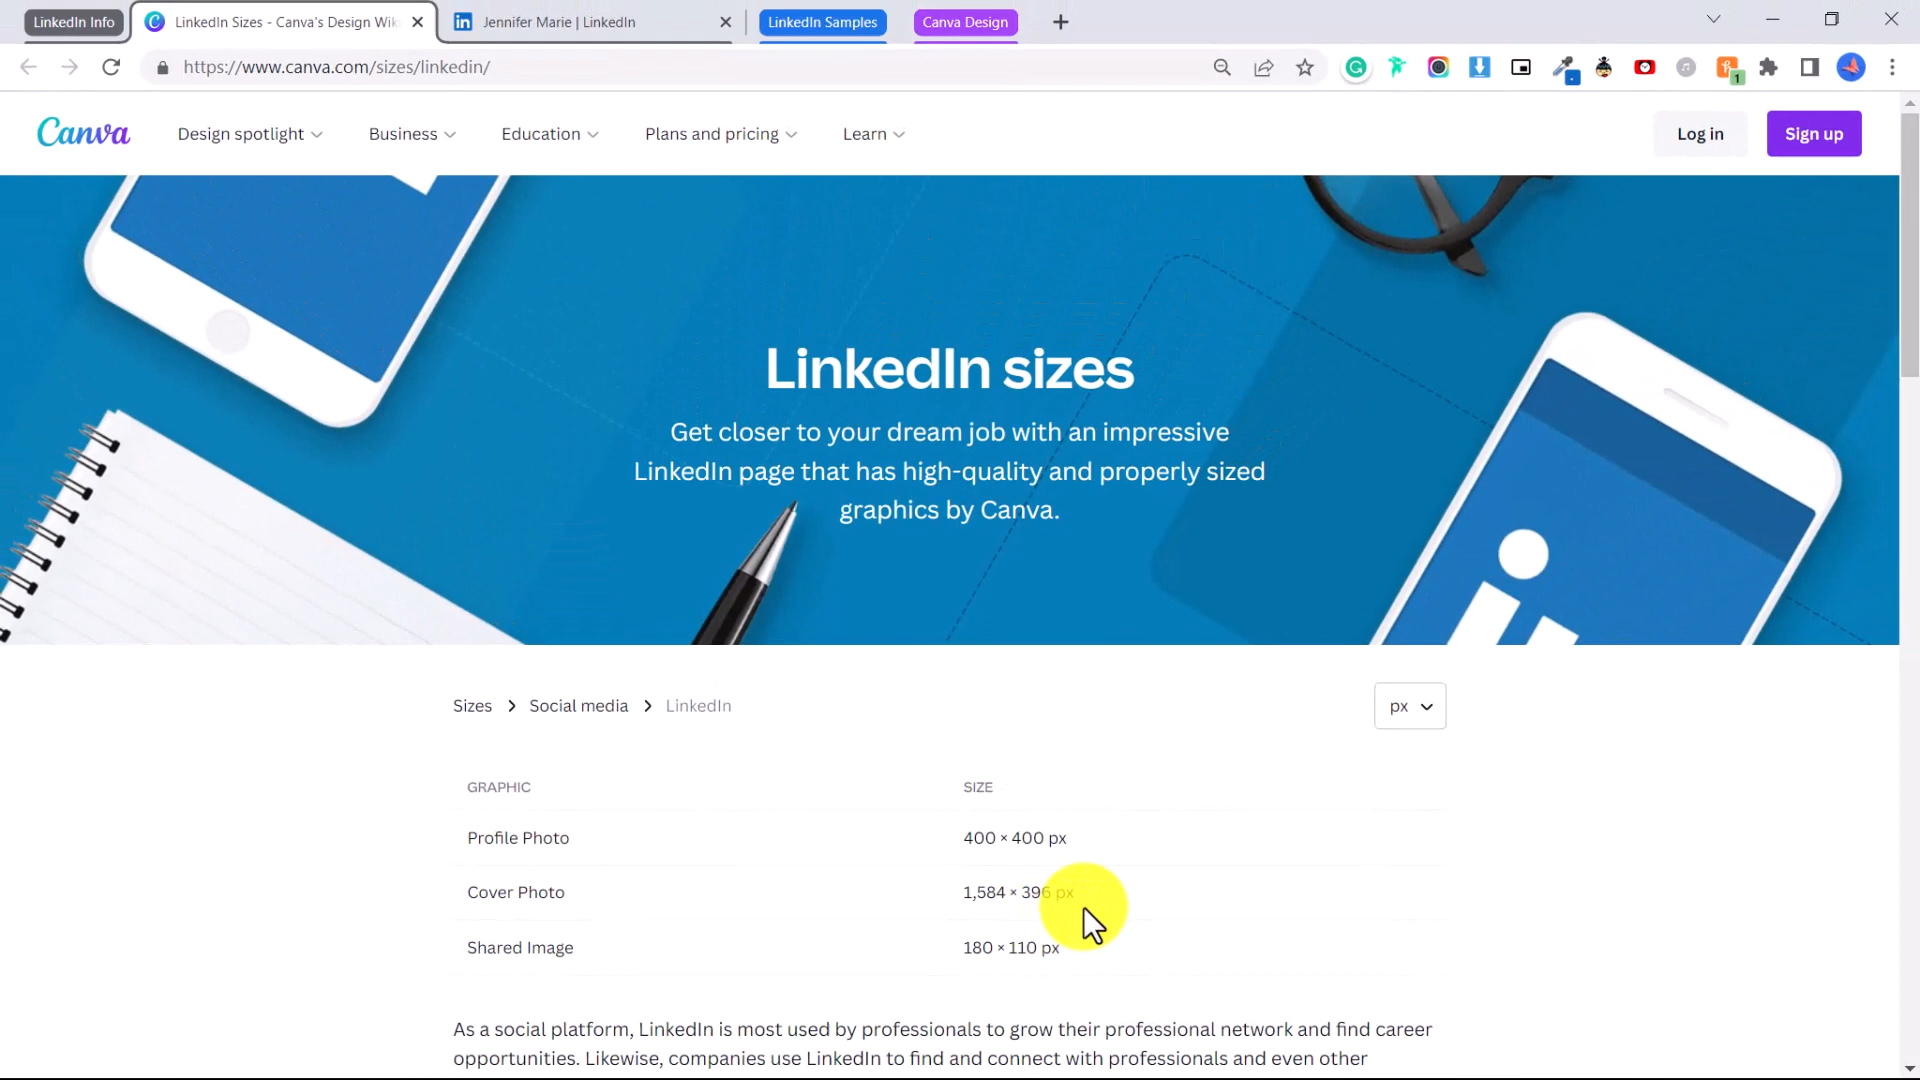 LinkedIn Info
LinkedIn Sizes - Canva's Design Wik
Jennifer Marie | LinkedIn
LinkedIn Samples
Canva Design
https://www.canva.com/sizes/linkedin/
1
Canva
Design spotlight
Business
Education
Plans and pricing
Learn
Log in
Sign up
LinkedIn sizes
Get closer to your dream job with an impressive
LinkedIn page that has high-quality and properly sized
graphics by Canva.
Sizes > Social media > LinkedIn
px
GRAPHIC SIZE
Profile Photo 400 × 400 px
Cover Photo 1,584 × 396 px
Shared Image 180 × 110 px
As a social platform, LinkedIn is most used by professionals to grow their professional network and find career
opportunities. Likewise, companies use LinkedIn to find and connect with professionals and even other